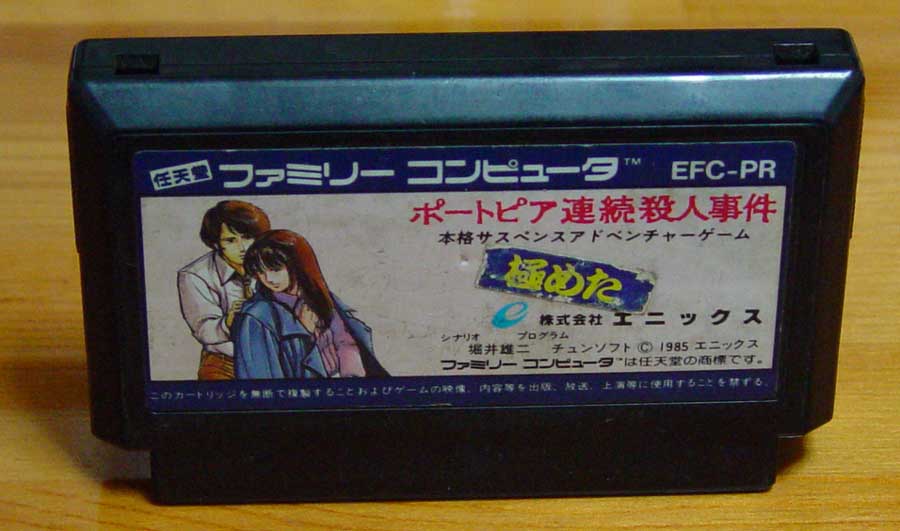 任天堂 ファミリー コンピュータ™ EFC-PR
ポートピア連続殺人事件
本格サスペンスアドベンチャーゲーム
極めた
e 株式会社 エニックス
シナリオ プログラム
堀井雄二 チュンソフト © 1985 エニックス
ファミリー コンピュータ™は任天堂の商標です。
このカートリッジを無断で複製することおよびゲームの映像、内容等を出版、放送、上演等に使用することを禁ずる。